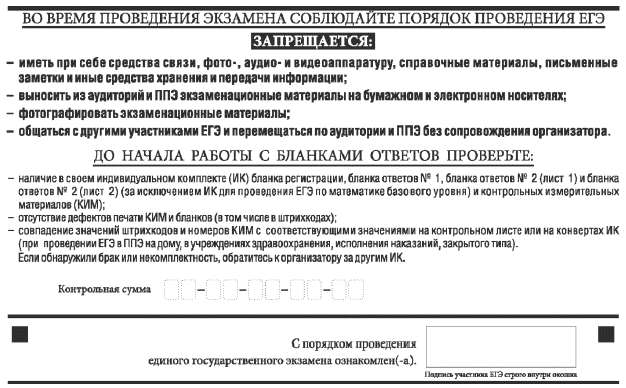 ВО ВРЕМЯ ПРОВЕДЕНИЯ ЭКЗАМЕНА СОБЛЮДАЙТЕ ПОРЯДОК ПРОВЕДЕНИЯ ЕГЭ
ЗАПРЕЩАЕТСЯ:
– иметь при себе средства связи, фото-, аудио- и видеоаппаратуру, справочные материалы, письменные
заметки и иные средства хранения и передачи информации;
– выносить из аудиторий и ППЭ экзаменационные материалы на бумажном и электронном носителях;
– фотографировать экзаменационные материалы;
– общаться с другими участниками ЕГЭ и перемещаться по аудитории и ППЭ без сопровождения организатора.
ДО НАЧАЛА РАБОТЫ С БЛАНКАМИ ОТВЕТОВ ПРОВЕРЬТЕ:
– наличие в своем индивидуальном комплекте (ИК) бланка регистрации, бланка ответов № 1, бланка ответов № 2 (лист 1) и бланка
ответов № 2 (лист 2) (за исключением ИК для проведения ЕГЭ по математике базового уровня) и контрольных измерительных
материалов (КИМ);
– отсутствие дефектов печати КИМ и бланков (в том числе в штрихкодах);
– совпадение значений штрихкодов и номеров КИМ с соответствующими значениями на контрольном листе или на конвертах ИК
(при проведении ЕГЭ в ППЭ на дому, в учреждениях здравоохранения, исполнения наказаний, закрытого типа).
Если обнаружили брак или некомплектность, обратитесь к организатору за другим ИК.
Контрольная сумма
С порядком проведения
единого государственного экзамена ознакомлен(-а).
Подпись участника ЕГЭ строго внутри окошка